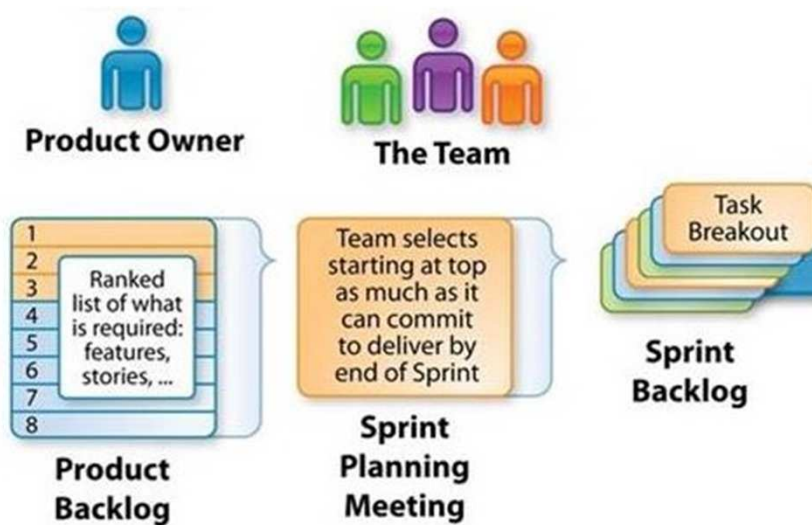 Product Owner
The Team
1
2
3
4
5
6
7
8
Ranked
list of what
is required:
features,
stories, ...
Product
Backlog
Team selects
starting at top
as much as it
can commit
to deliver by
end of Sprint
Sprint
Planning
Meeting
Task
Breakout
Sprint
Backlog